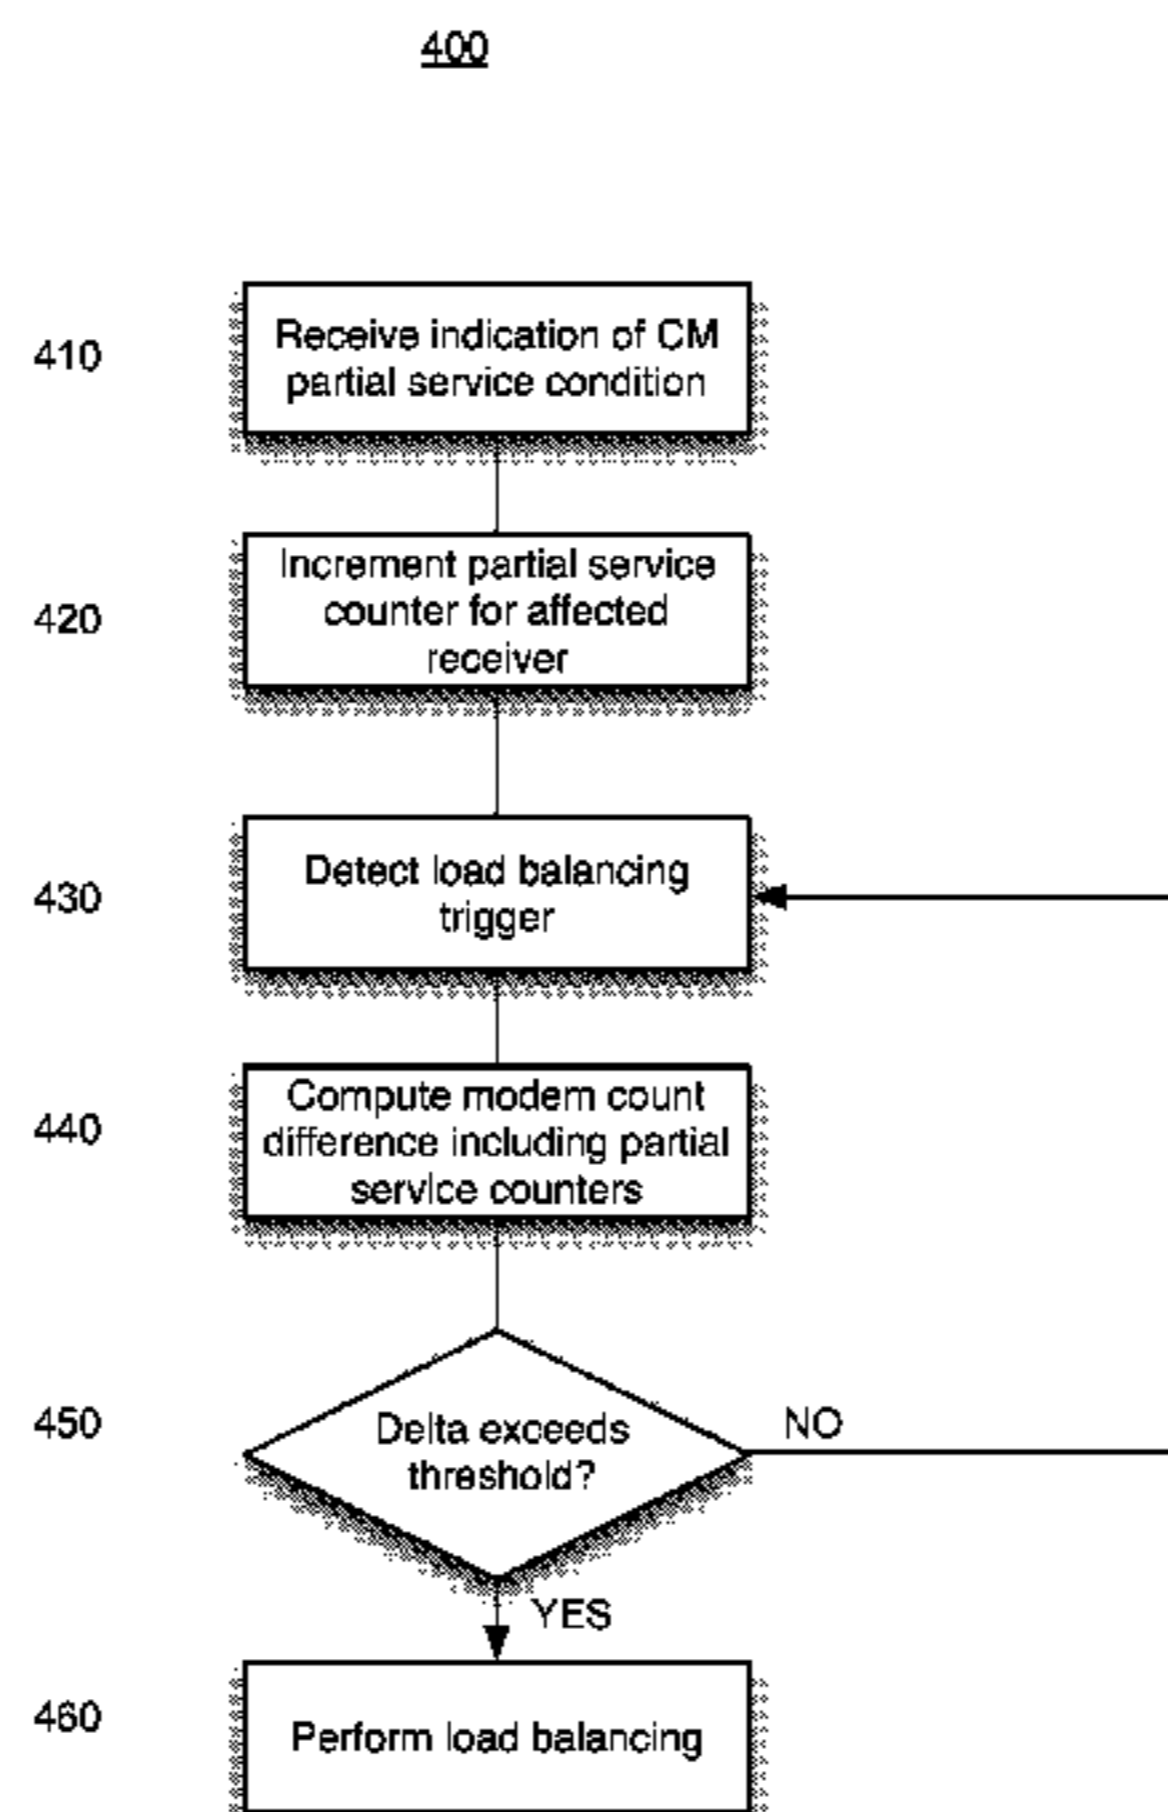 400
410
Receive indication of CM
partial service condition
420
Increment partial service
counter for affected
receiver
430
Detect load balancing
trigger
440
Compute modem count
difference including partial
service counters
450
Delta exceeds
threshold?
NO
YES
460
Perform load balancing